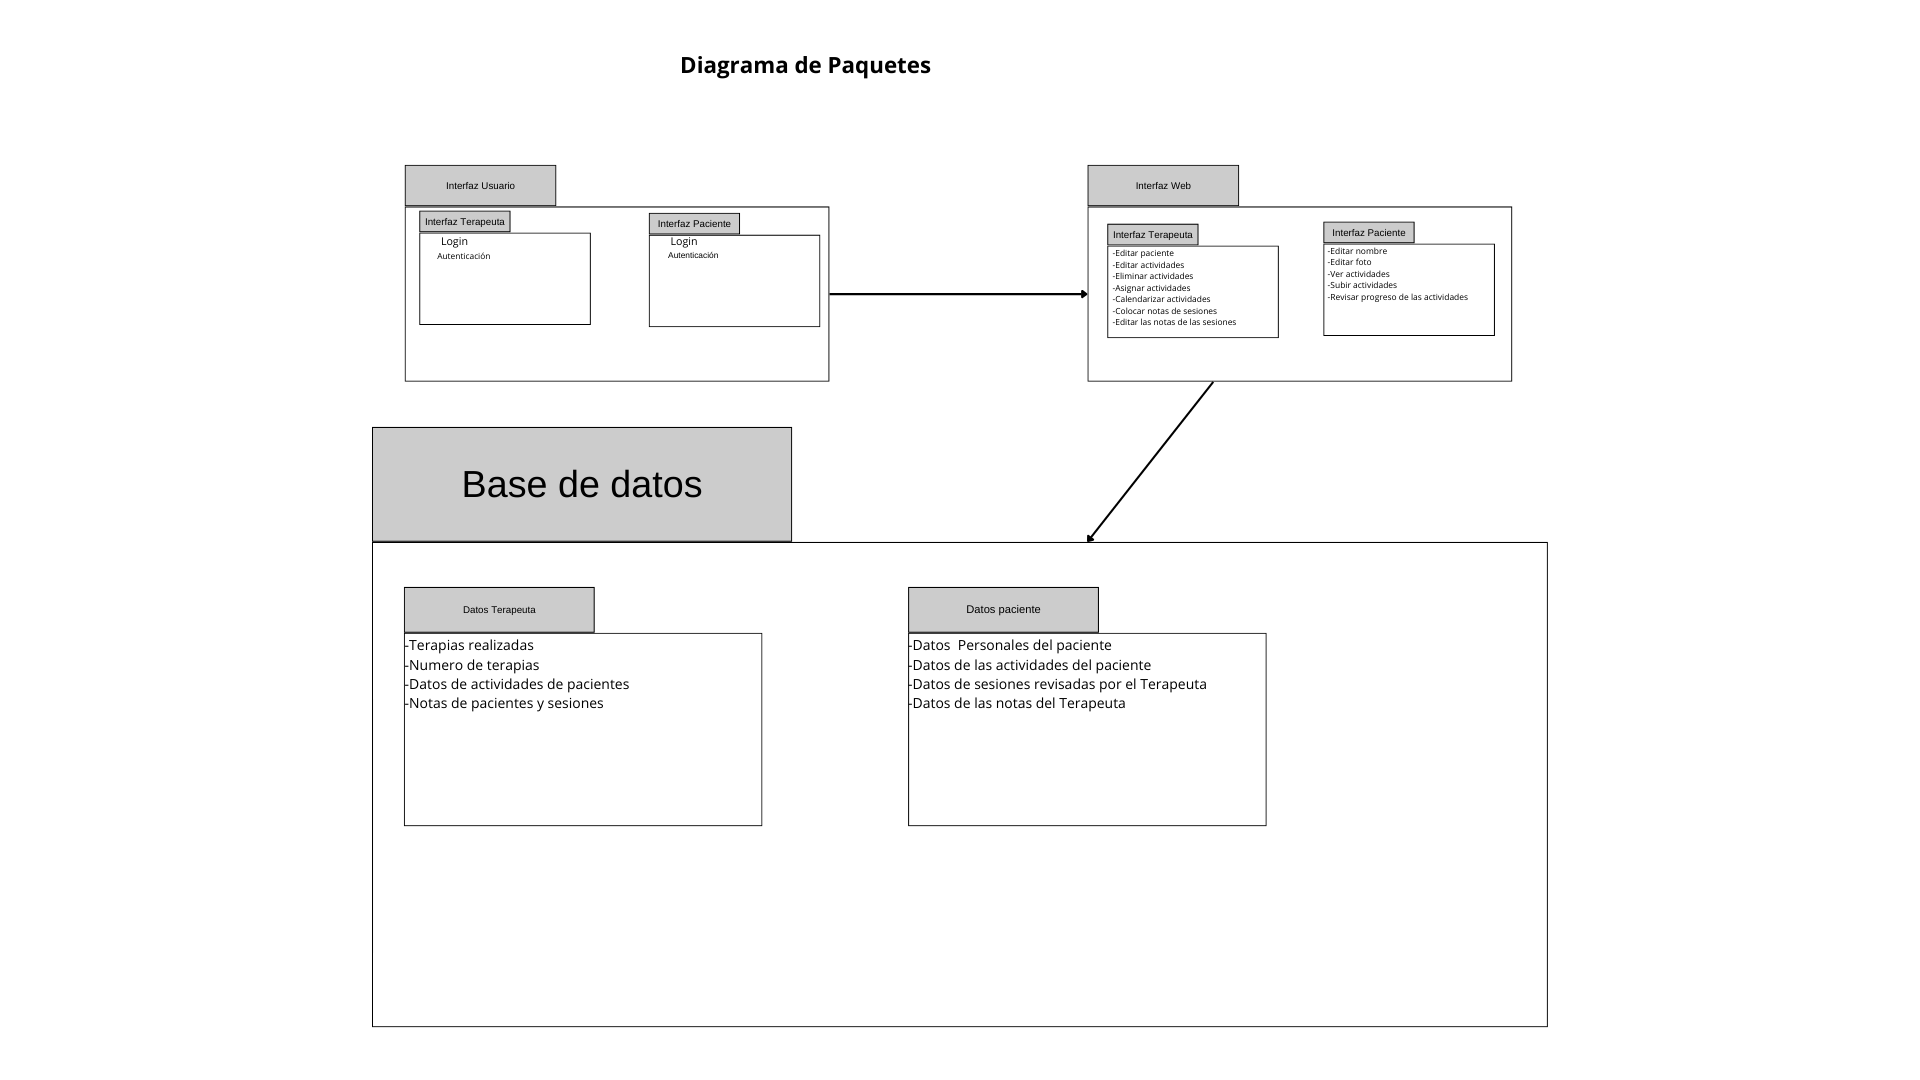 Diagrama de Paquetes
Interfaz Usuario
Interfaz Terapeuta
Login
Autenticación
Interfaz Paciente
Login
Autenticación
Interfaz Web
Interfaz Terapeuta
-Editar paciente
-Editar actividades
-Eliminar actividades
-Asignar actividades
-Calendarizar actividades
-Colocar notas de sesiones
-Editar las notas de las sesiones
Interfaz Paciente
-Editar nombre
-Editar foto
-Ver actividades
-Subir actividades
-Revisar progreso de las actividades
Base de datos
Datos Terapeuta
-Terapias realizadas
-Numero de terapias
-Datos de actividades de pacientes
-Notas de pacientes y sesiones
Datos paciente
-Datos  Personales del paciente
-Datos de las actividades del paciente
-Datos de sesiones revisadas por el Terapeuta
-Datos de las notas del Terapeuta